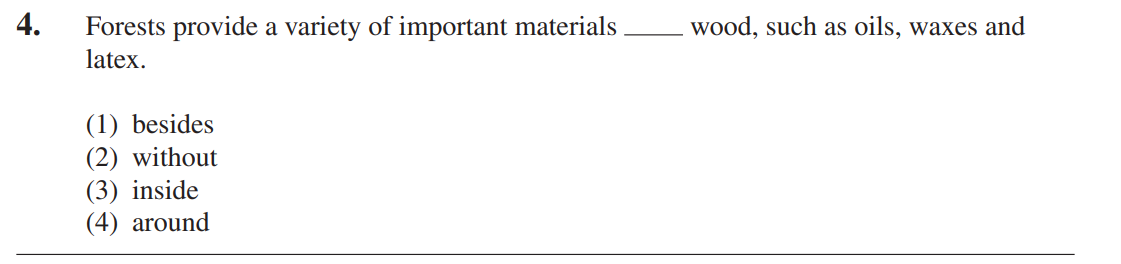 4. Forests provide a variety of important materials _____ wood, such as oils, waxes and
latex.
(1) besides
(2) without
(3) inside
(4) around